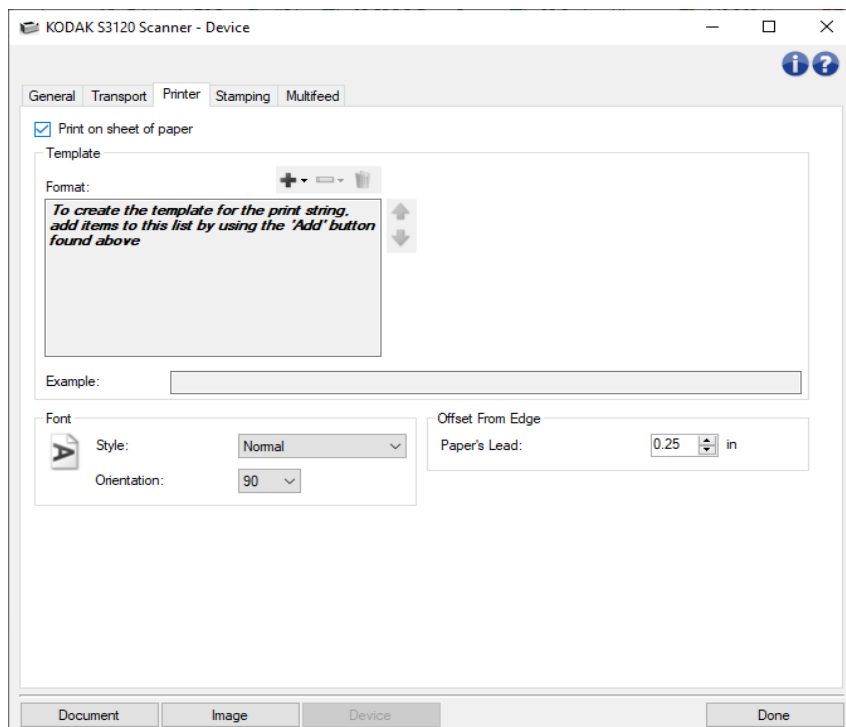 KODAK S3120 Scanner - Device
General Transport Printer Stamping Multifeed
Print on sheet of paper
Template
Format:
To create the template for the print string,
add items to this list by using the 'Add' button
found above
Example:
Font
Style: Normal
Orientation: 90
Offset From Edge
Paper's Lead: 0.25 in
Document Image Device Done